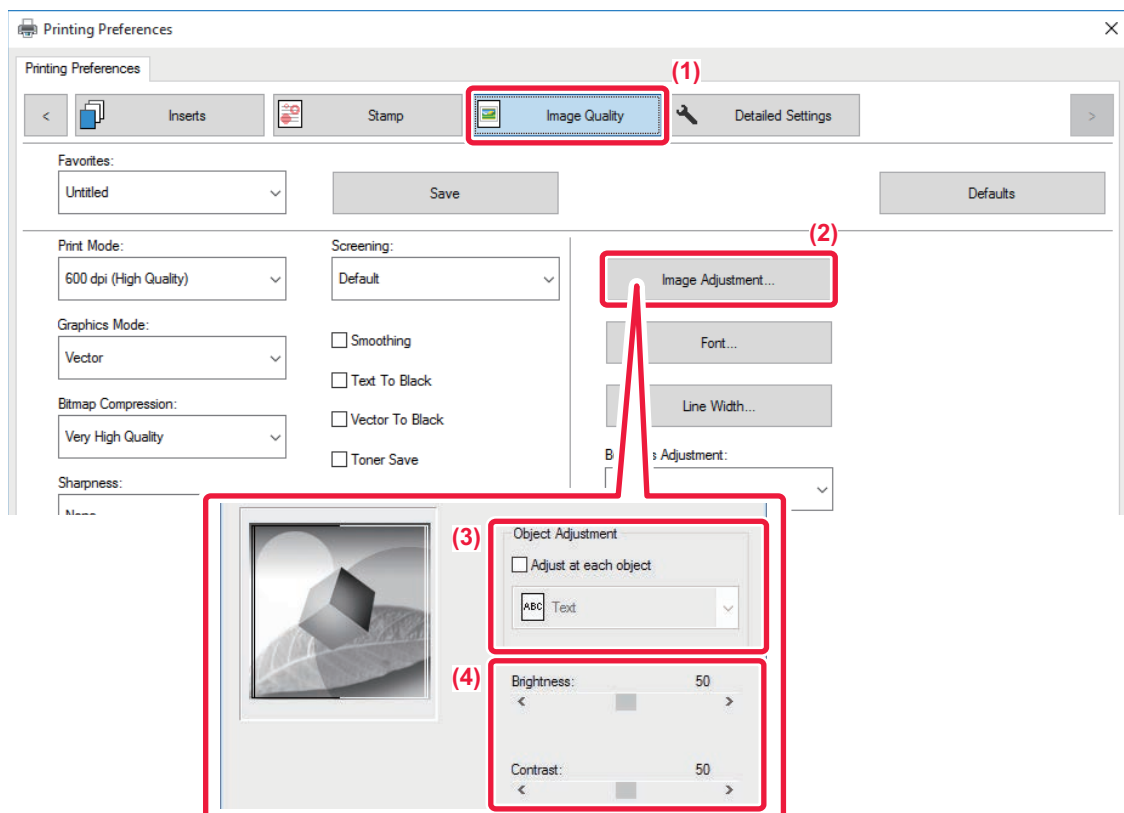 Printing Preferences
Printing Preferences
(1)
< Inserts Stamp Image Quality Detailed Settings >
Favorites:
Untitled Save Defaults
(2)
Print Mode: Screening:
600 dpi (High Quality) Default Image Adjustment...
Graphics Mode:
Vector Smoothing Font...
Text To Black
Bitmap Compression:
Very High Quality Vector To Black Line Width...
Toner Save Adjustment:
Sharpness:
None
(3) Object Adjustment
Adjust at each object
ABC Text
(4) Brightness: 50
< >
Contrast: 50
< >